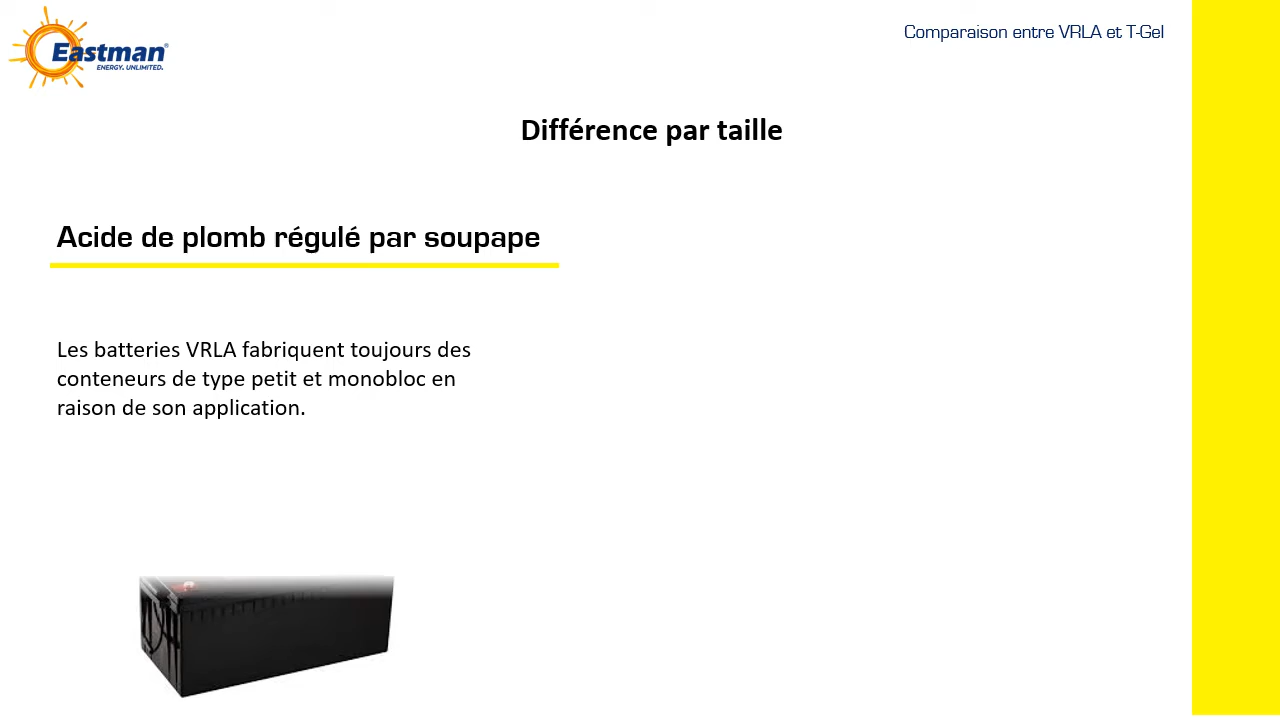 Eastman®
ENERGY. UNLIMITED.
Comparaison entre VRLA et T-Gel
Différence par taille
Acide de plomb régulé par soupape
Les batteries VRLA fabriquent toujours des
conteneurs de type petit et monobloc en
raison de son application.